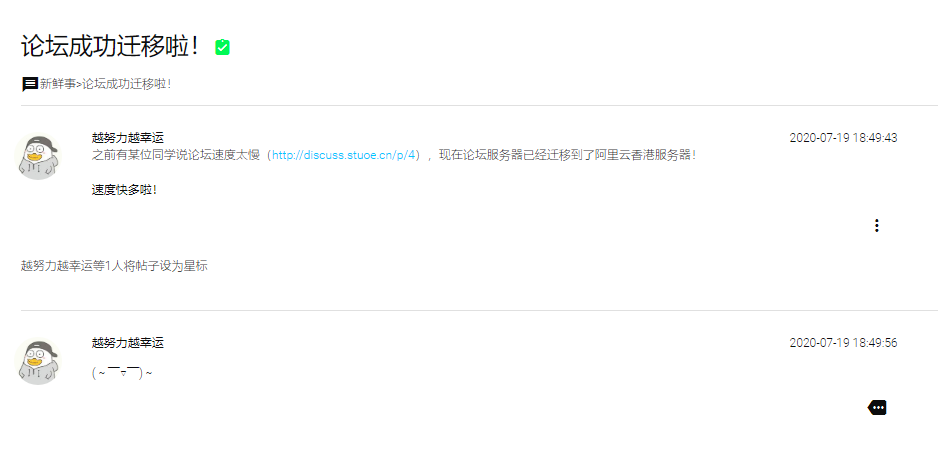 论坛成功迁移啦！
新鲜事>论坛成功迁移啦！
越努力越幸运
2020-07-19 18:49:43
之前有某位同学说论坛速度太慢（http://discuss.stuoe.cn/p/4），现在论坛服务器已经迁移到了阿里云香港服务器！
速度快多啦！
越努力越幸运等1人将帖子设为星标
越努力越幸运
2020-07-19 18:49:56
(～￣▽￣)～